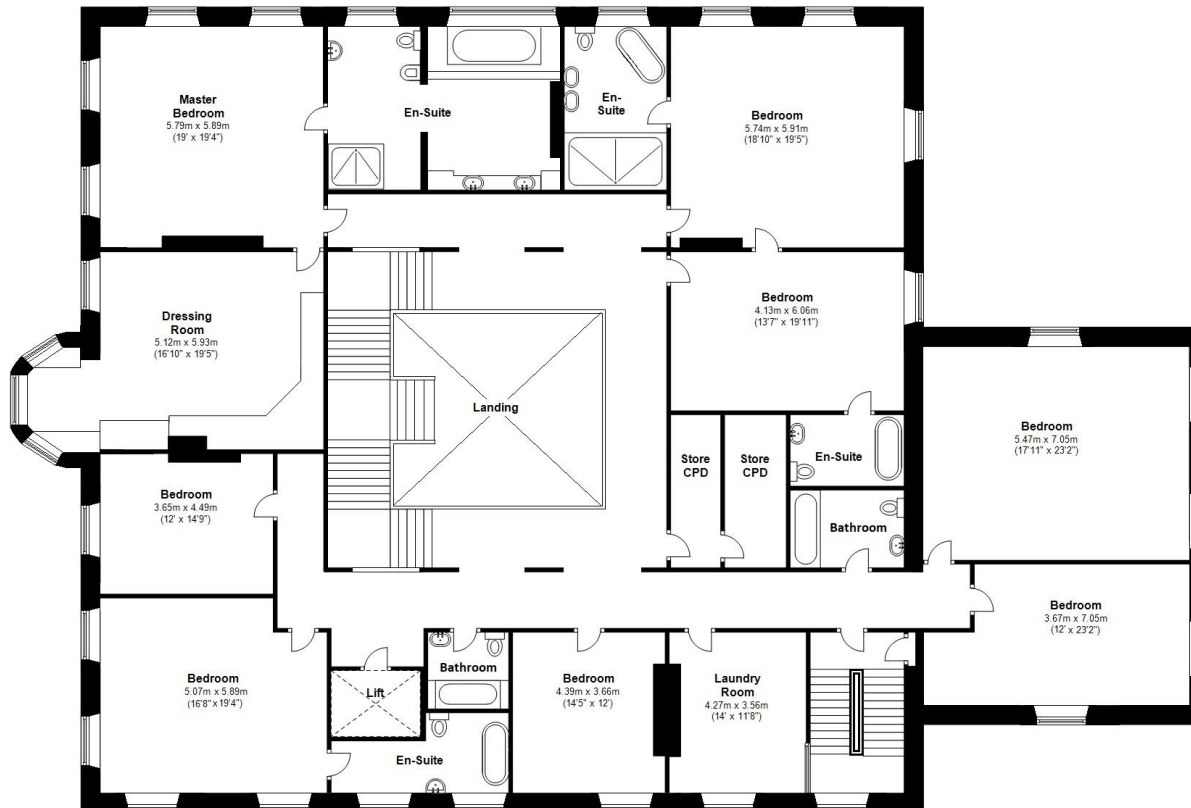 Master
Bedroom
5.79m x 5.89m
(19' x 19'4")
En-Suite
En-
Suite
Bedroom
5.74m x 5.91m
(18'10" x 19'5")
Dressing
Room
5.12m x 5.93m
(16'10" x 19'5")
Bedroom
4.13m x 6.06m
(13'7" x 19'11")
Landing
Store
CPD
Store
CPD
En-Suite
Bathroom
Bedroom
5.47m x 7.05m
(17'11" x 23'2")
Bedroom
3.65m x 4.49m
(12' x 14'9")
Bedroom
3.67m x 7.05m
(12' x 23'2")
Bedroom
5.07m x 5.89m
(16'8" x 19'4")
Lift
Bathroom
En-Suite
Bedroom
4.39m x 3.66m
(14'5" x 12')
Laundry
Room
4.27m x 3.56m
(14' x 11'8")